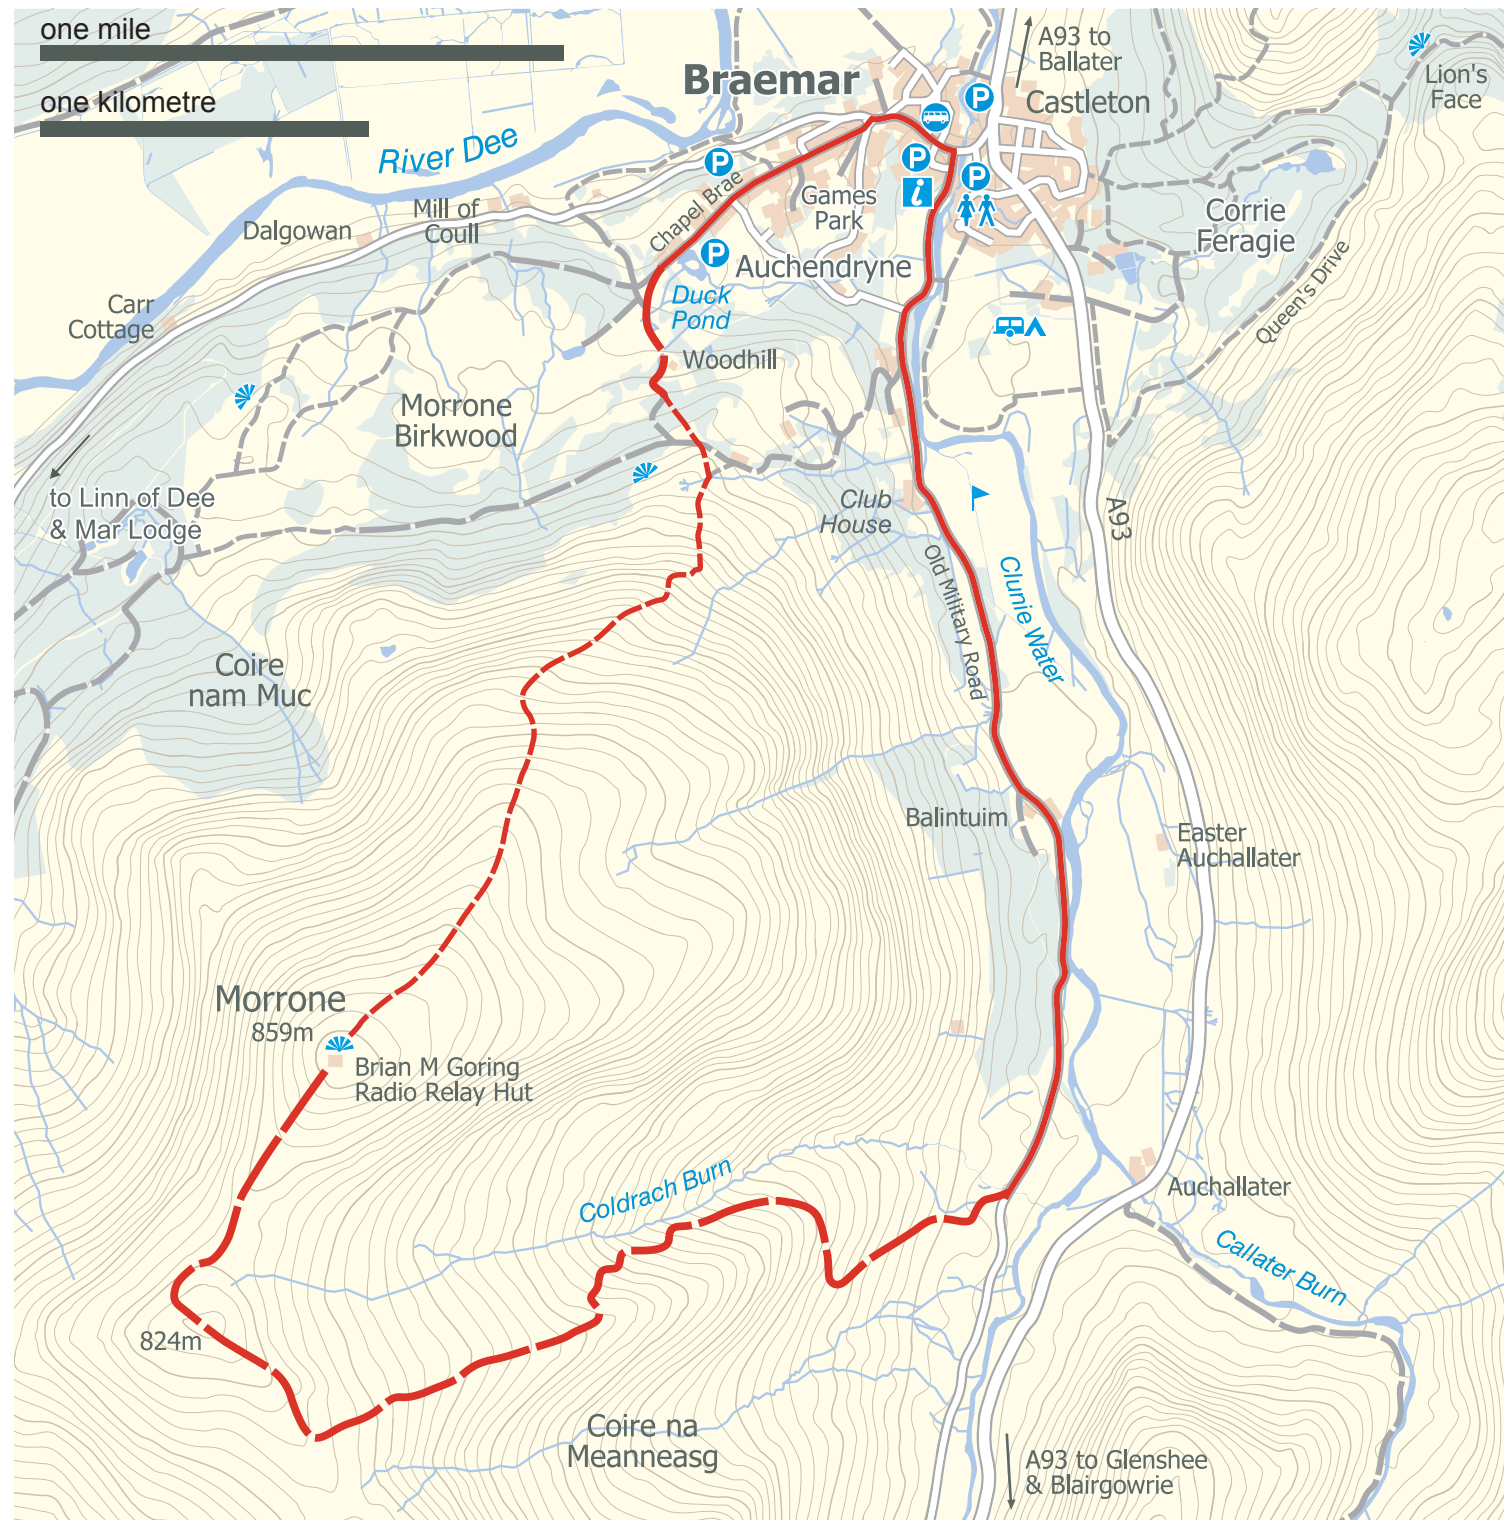 one mile
one kilometre
Braemar
A93 to
Ballater
Castleton
Lion's
Face
River Dee
Mill of
Coull
Dalgowan
Chapel Brae
Games
Park
Corrie
Feragie
Auchendryne
Duck
Pond
Carr
Cottage
Queen's Drive
Woodhill
Morrone
Birkwood
to Linn of Dee
& Mar Lodge
Club
House
A93
Old Military Road
Clunie Water
Coire
nam Muc
Balintuim
Easter
Auchallater
Morrone
859m
Brian M Goring
Radio Relay Hut
Coldrach Burn
Auchallater
Callater Burn
824m
Coire na
Meanneasg
A93 to Glenshee
& Blairgowrie
P
P
P
P
P
i